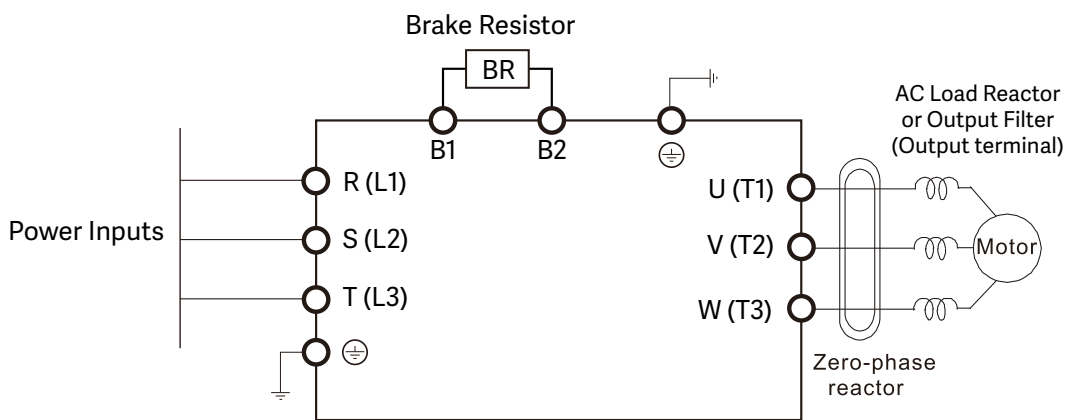 Brake Resistor
BR
B1
B2
AC Load Reactor
or Output Filter
(Output terminal)
Power Inputs
R (L1)
S (L2)
T (L3)
U (T1)
V (T2)
W (T3)
Motor
Zero-phase
reactor